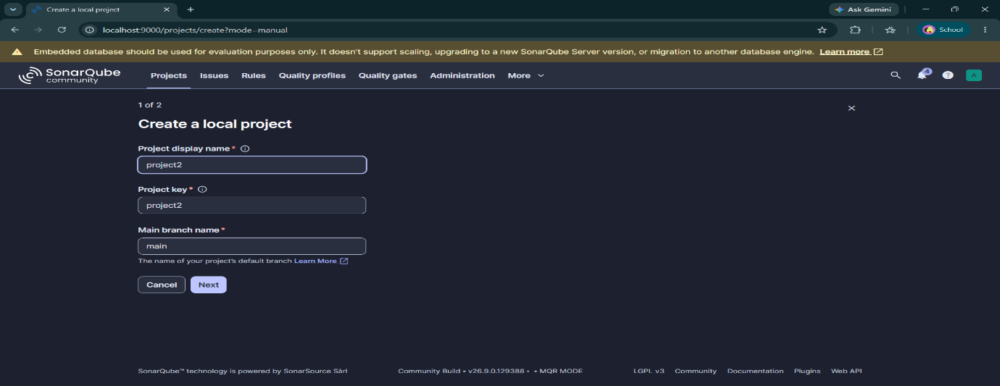 Create a local project
Ask Gemini
localhost:9000/projects/create?mode=manual
School
Embedded database should be used for evaluation purposes only. It doesn't support scaling, upgrading to a new SonarQube Server version, or migration to another database engine. Learn more
SonarQube community
Projects Issues Rules Quality profiles Quality gates Administration More
4
?
A
1 of 2
Create a local project
Project display name *
project2
Project key *
project2
Main branch name *
main
The name of your project's default branch Learn More
Cancel Next
SonarQube™ technology is powered by SonarSource Sàrl
Community Build • v26.9.0.129388 • • MQR MODE
LGPL v3 Community Documentation Plugins Web API